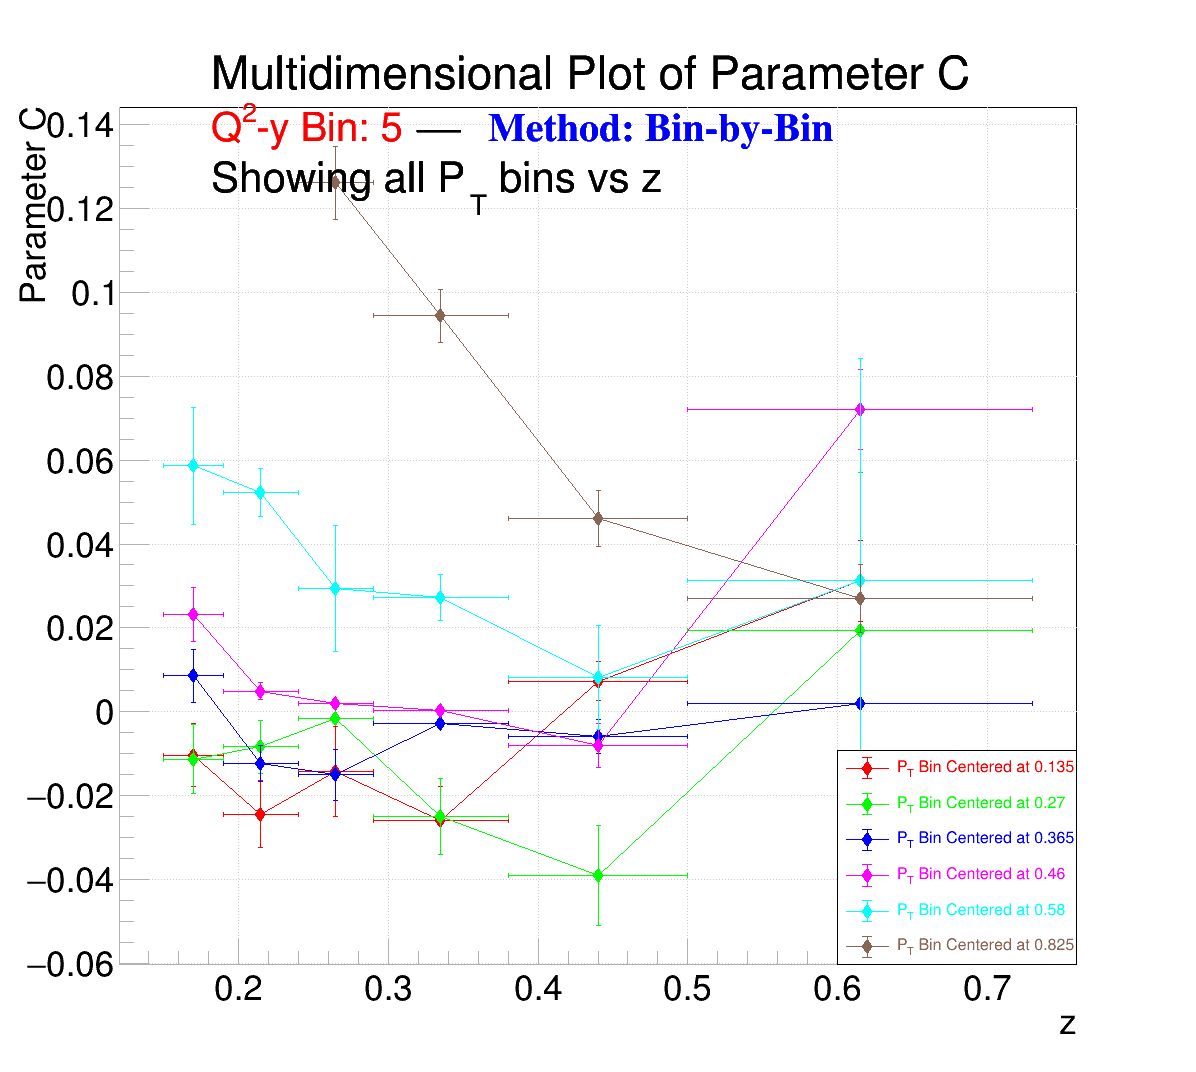 Multidimensional Plot of Parameter C
Q²-y Bin: 5 — Method: Bin-by-Bin
Showing all P_T bins vs z
Parameter C
0.14
0.12
0.1
0.08
0.06
0.04
0.02
0
−0.02
−0.04
−0.06
P_T Bin Centered at 0.135
P_T Bin Centered at 0.27
P_T Bin Centered at 0.365
P_T Bin Centered at 0.46
P_T Bin Centered at 0.58
P_T Bin Centered at 0.825
0.2 0.3 0.4 0.5 0.6 0.7
z